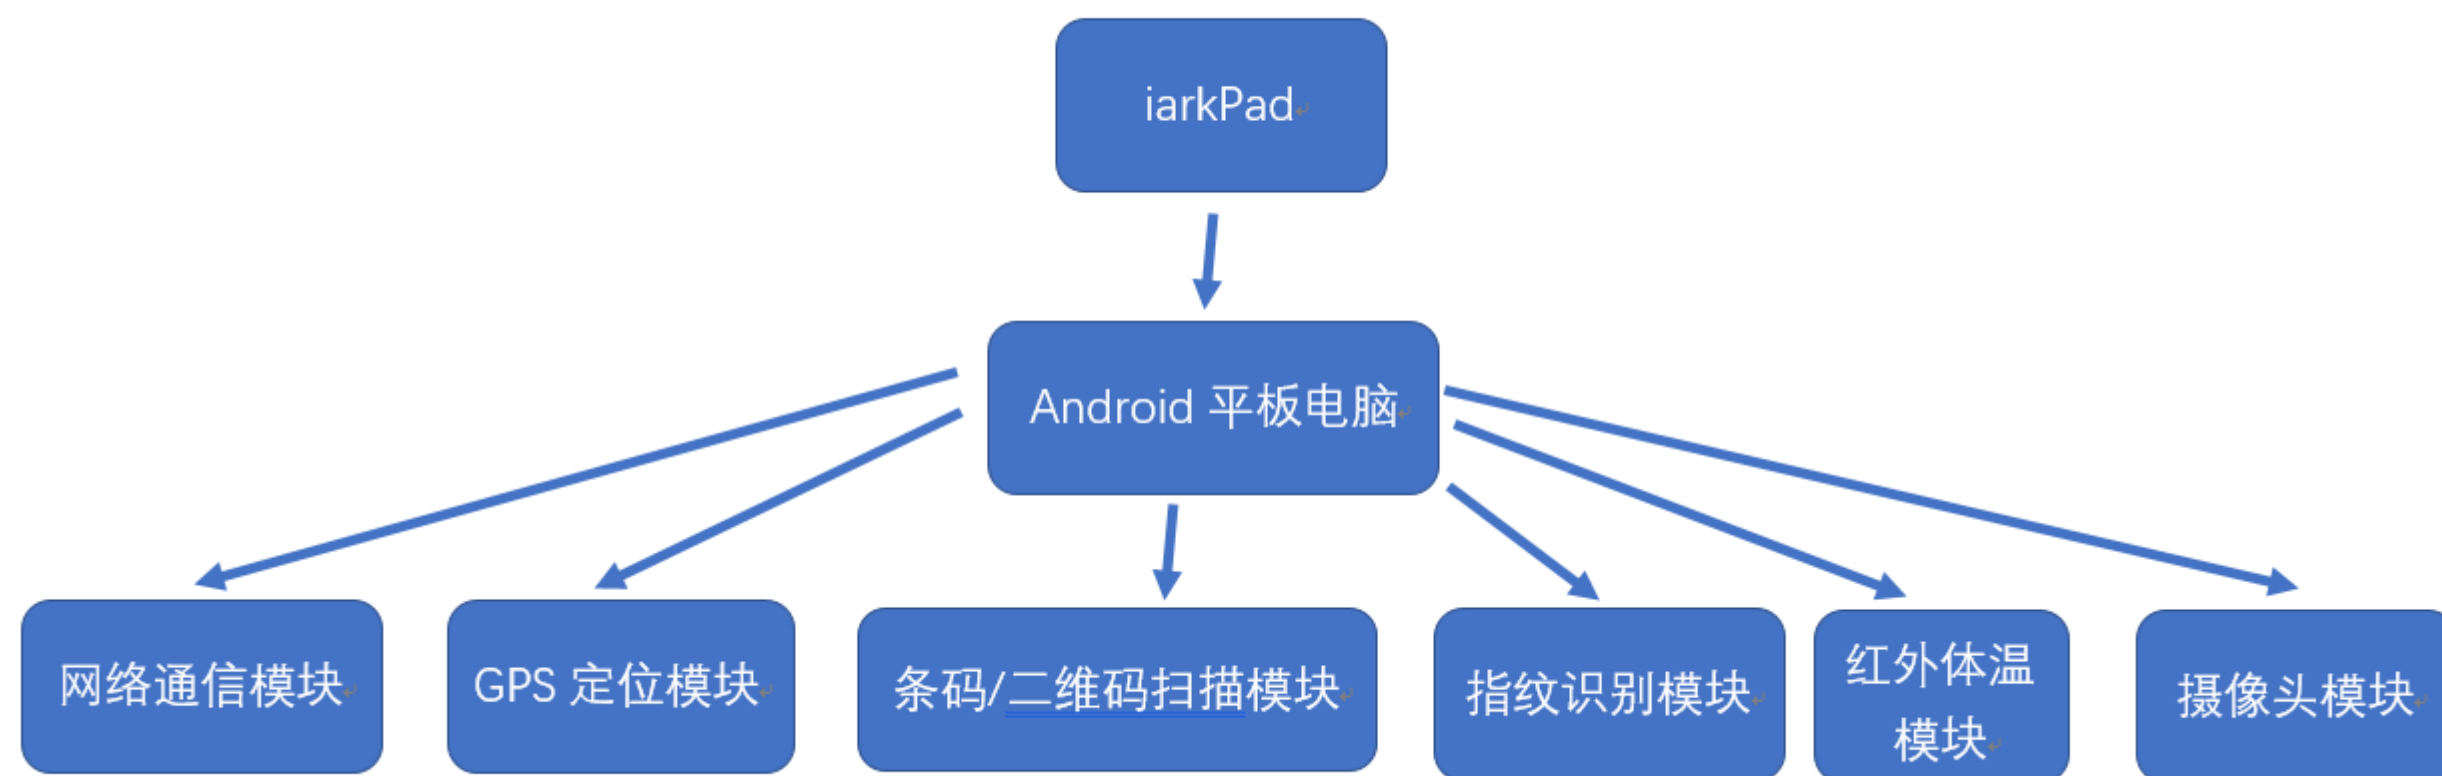 iarkPad
Android 平板电脑
网络通信模块
GPS 定位模块
条码/二维码扫描模块
指纹识别模块
红外体温
模块
摄像头模块